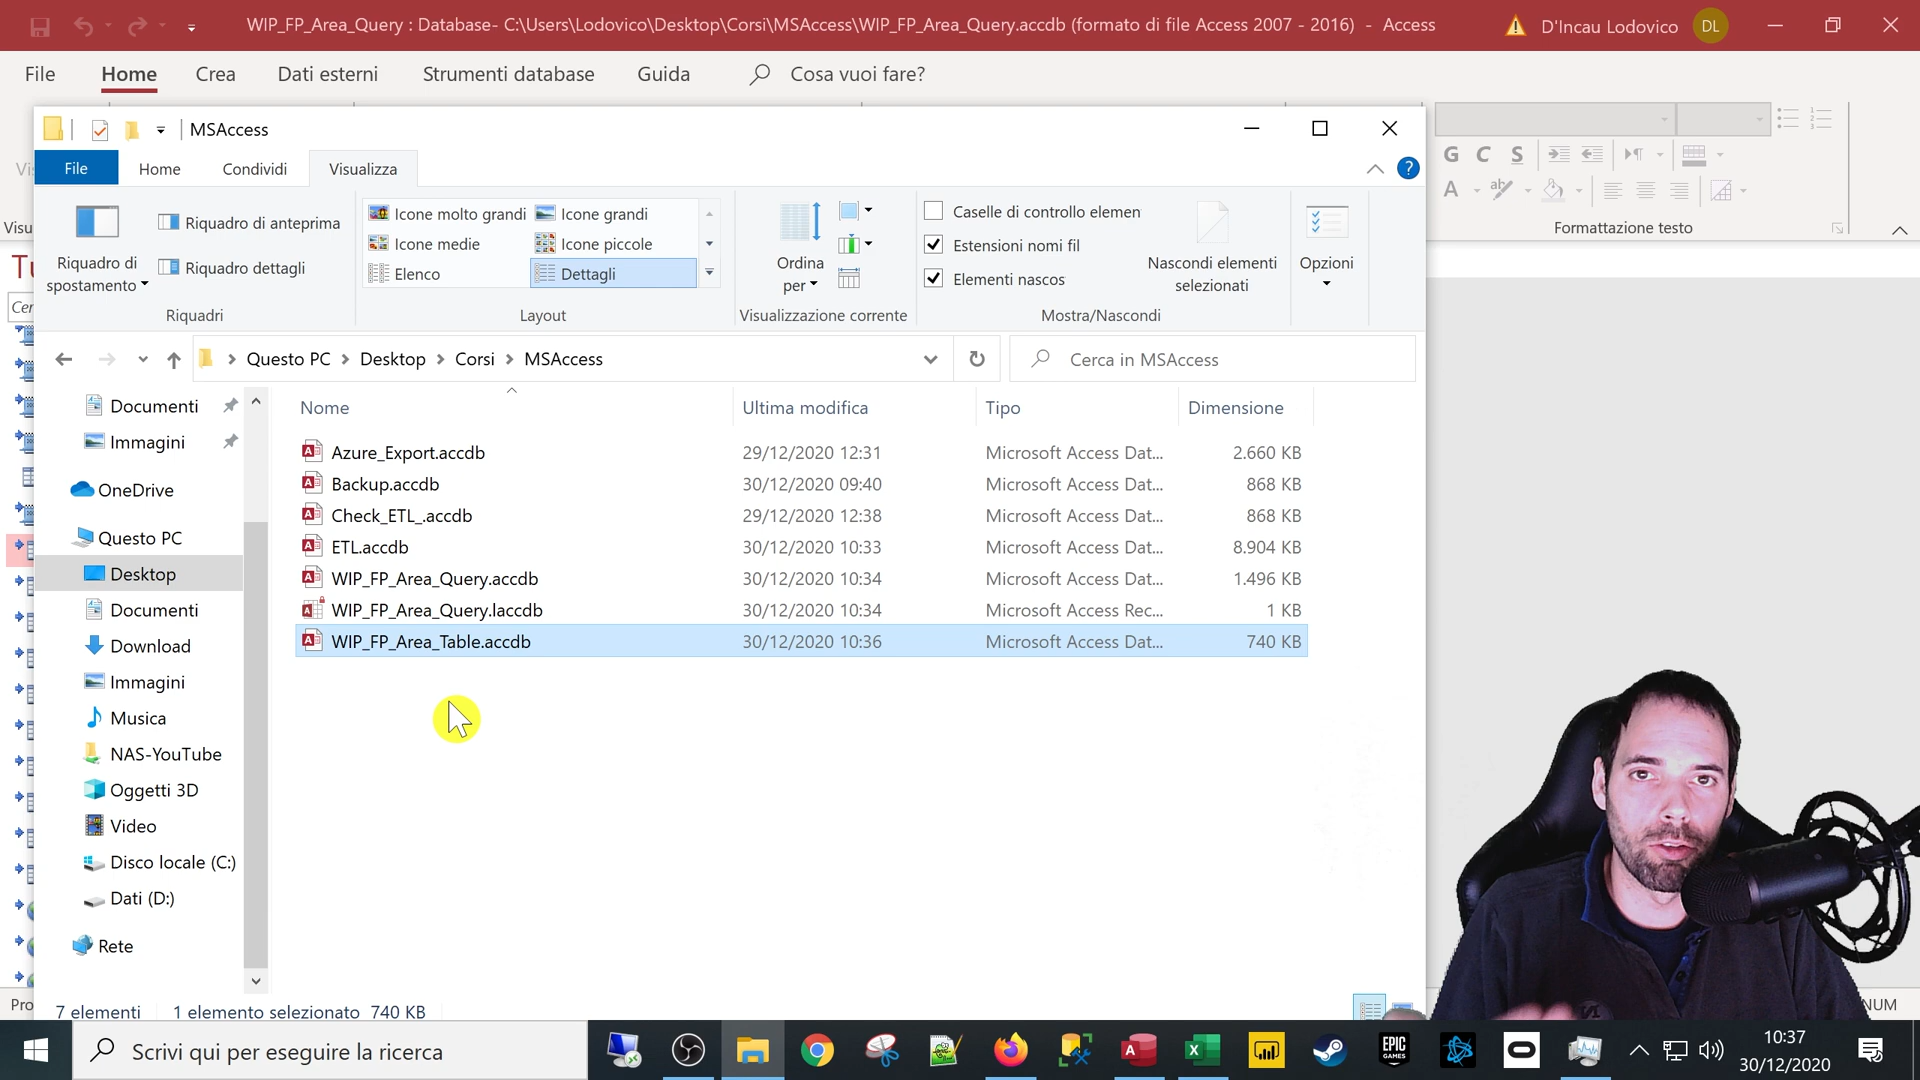 WIP_FP_Area_Query : Database- C:\Users\Lodovico\Desktop\Corsi\MSAccess\WIP_FP_Area_Query.accdb (formato di file Access 2007 - 2016) - Access
D'Incau Lodovico
DL
File
Home
Crea
Dati esterni
Strumenti database
Guida
Cosa vuoi fare?
MSAccess
File
Home
Condividi
Visualizza
Riquadro di spostamento
Riquadro di anteprima
Riquadro dettagli
Riquadri
Icone molto grandi
Icone grandi
Icone medie
Icone piccole
Elenco
Dettagli
Layout
Ordina per
Visualizzazione corrente
Caselle di controllo elemen
Estensioni nomi fil
Elementi nascos
Nascondi elementi selezionati
Mostra/Nascondi
Opzioni
G C S
A
Formattazione testo
Visu
Cer
Questo PC > Desktop > Corsi > MSAccess
Cerca in MSAccess
Documenti
Immagini
OneDrive
Questo PC
Desktop
Documenti
Download
Immagini
Musica
NAS-YouTube
Oggetti 3D
Video
Disco locale (C:)
Dati (D:)
Rete
Nome Ultima modifica Tipo Dimensione
Azure_Export.accdb 29/12/2020 12:31 Microsoft Access Dat... 2.660 KB
Backup.accdb 30/12/2020 09:40 Microsoft Access Dat... 868 KB
Check_ETL_.accdb 29/12/2020 12:38 Microsoft Access Dat... 868 KB
ETL.accdb 30/12/2020 10:33 Microsoft Access Dat... 8.904 KB
WIP_FP_Area_Query.accdb 30/12/2020 10:34 Microsoft Access Dat... 1.496 KB
WIP_FP_Area_Query.laccdb 30/12/2020 10:34 Microsoft Access Rec... 1 KB
WIP_FP_Area_Table.accdb 30/12/2020 10:36 Microsoft Access Dat... 740 KB
7 elementi 1 elemento selezionato 740 KB
Pro
NUM
Scrivi qui per eseguire la ricerca
EPIC GAMES
10:37
30/12/2020